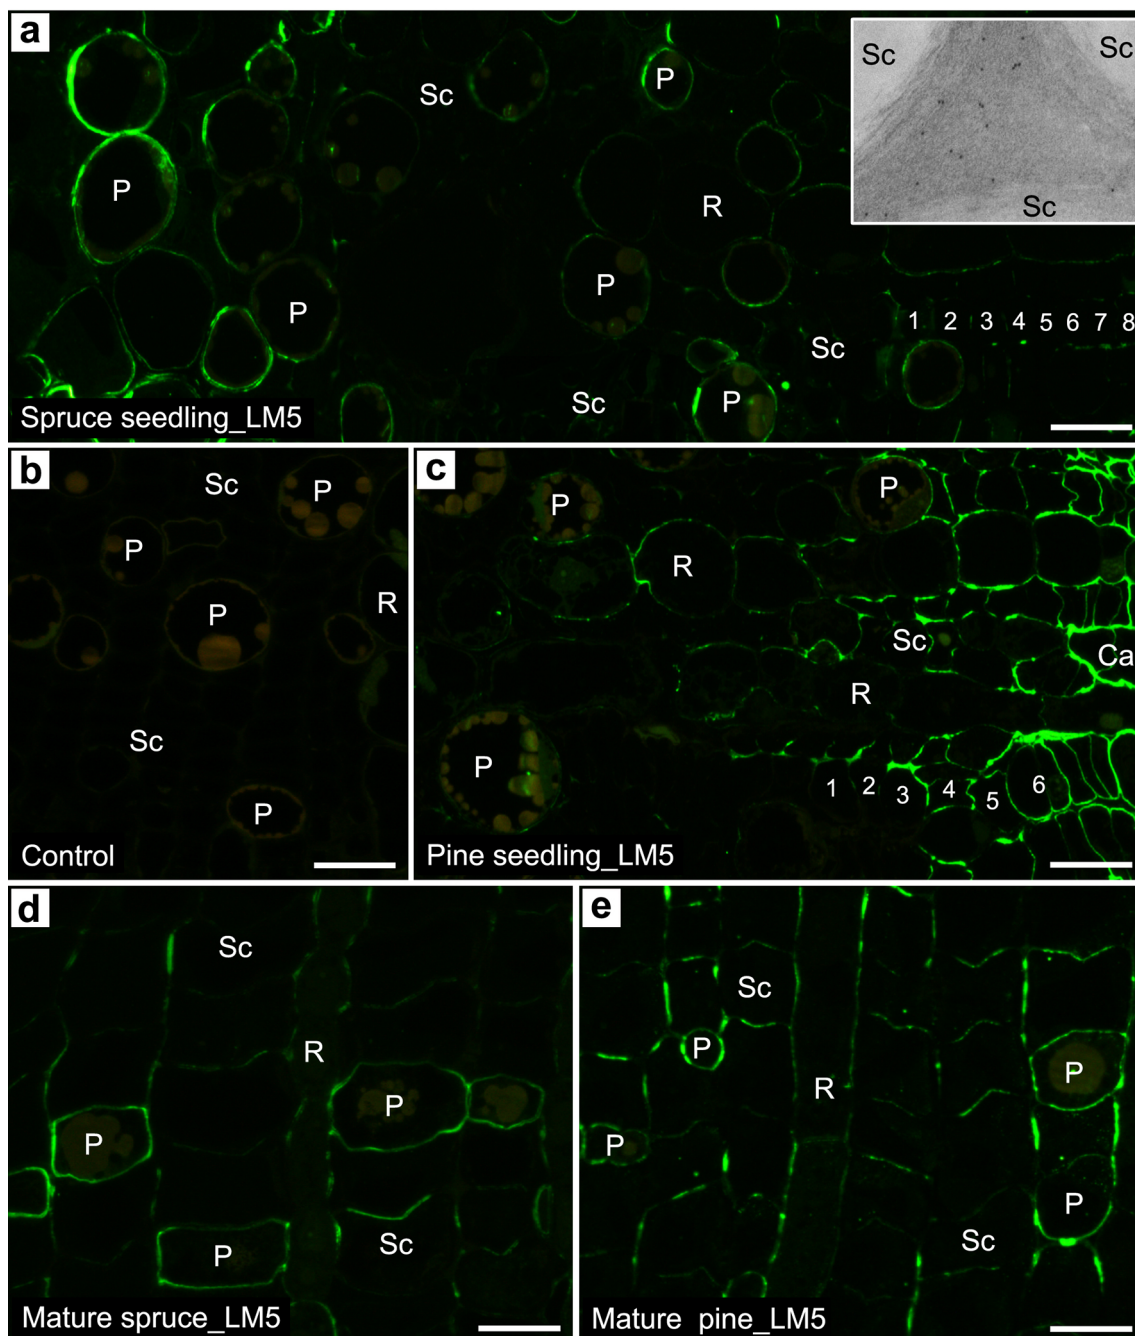 a
Sc
P
Sc
Sc
P
R
Sc
P
P
1 2 3 4 5 6 7 8
Sc
P
Sc
Spruce seedling_LM5
b
Sc
P
P
P
R
Sc
P
Control
c
P
P
R
Sc
Ca
R
P
1 2 3 4 5 6
Pine seedling_LM5
d
Sc
R
P
P
P
Sc
Mature spruce_LM5
e
Sc
P
P
R
P
P
Sc
Mature pine_LM5